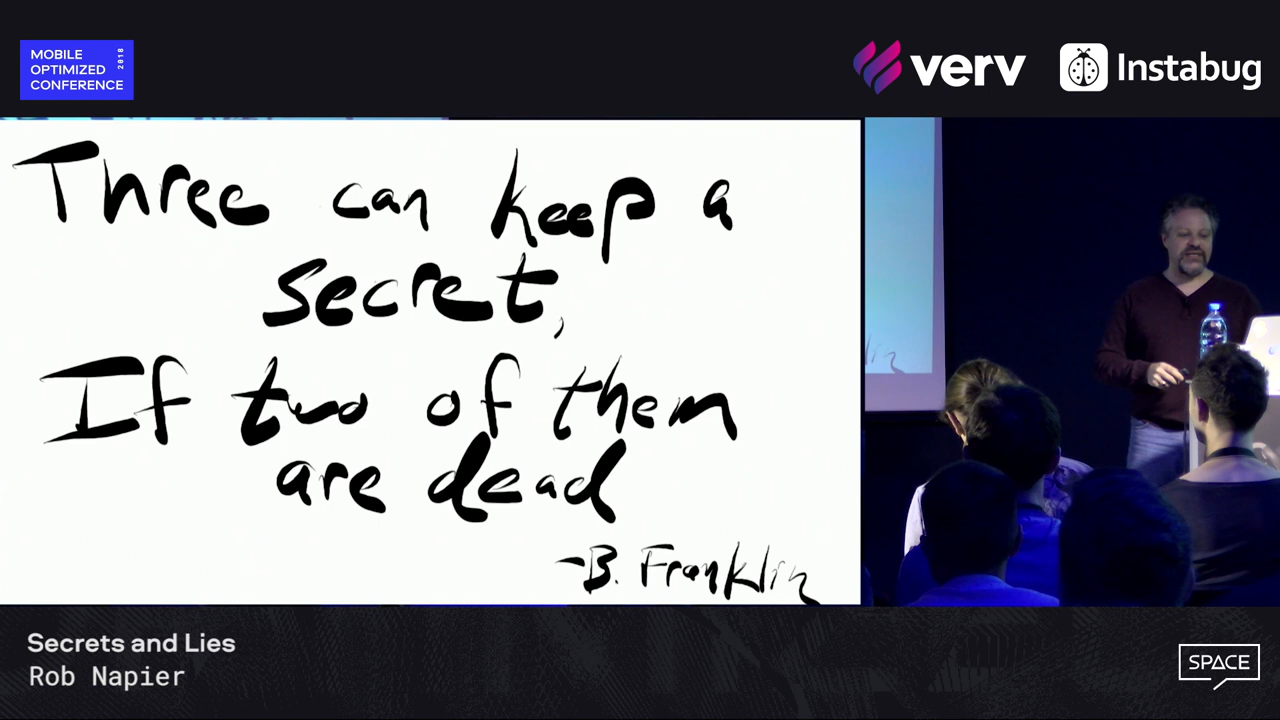 MOBILE
OPTIMIZED
CONFERENCE
2018
verv
Instabug
Three can keep a
secret,
If two of them
are dead
-B. Franklin
lin
Secrets and Lies
Rob Napier
SPACE